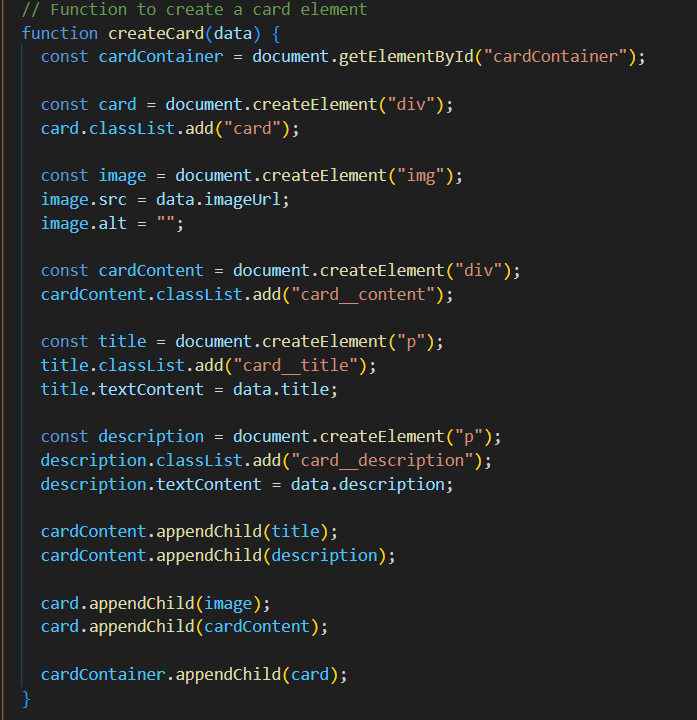 // Function to create a card element
function createCard(data) {
  const cardContainer = document.getElementById("cardContainer");

  const card = document.createElement("div");
  card.classList.add("card");

  const image = document.createElement("img");
  image.src = data.imageUrl;
  image.alt = "";

  const cardContent = document.createElement("div");
  cardContent.classList.add("card__content");

  const title = document.createElement("p");
  title.classList.add("card__title");
  title.textContent = data.title;

  const description = document.createElement("p");
  description.classList.add("card__description");
  description.textContent = data.description;

  cardContent.appendChild(title);
  cardContent.appendChild(description);

  card.appendChild(image);
  card.appendChild(cardContent);

  cardContainer.appendChild(card);
}